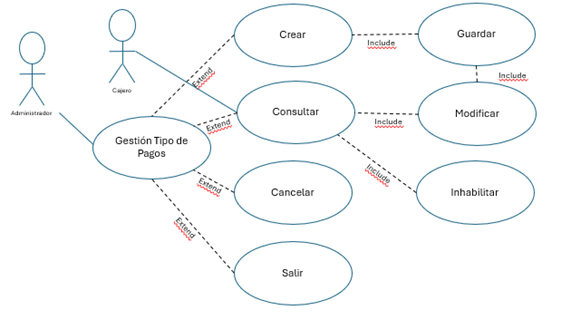 Crear
Include
Guardar
Extend
Include
Cajero
Administrador
Consultar
Include
Modificar
Extend
Gestión Tipo de
Pagos
Include
Extend
Cancelar
Inhabilitar
Extend
Salir